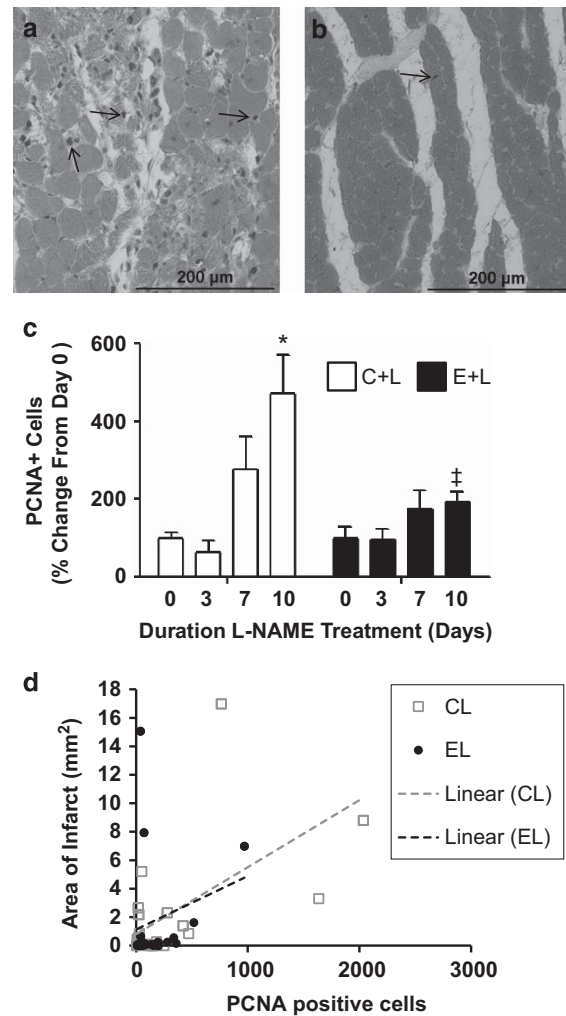 a
200 µm
b
200 µm
c
PCNA+ Cells
(% Change From Day 0 )
600
400
200
0
*
C+L
E+L
‡
0 3 7 10 0 3 7 10
Duration L-NAME Treatment (Days)
d
Area of Infarct (mm²)
18
16
14
12
10
8
6
4
2
0
0 1000 2000 3000
PCNA positive cells
CL
EL
Linear (CL)
Linear (EL)